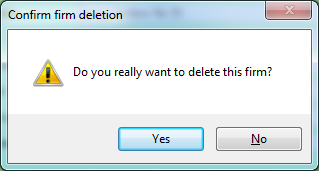 Confirm firm deletion
Do you really want to delete this firm?
Yes
No